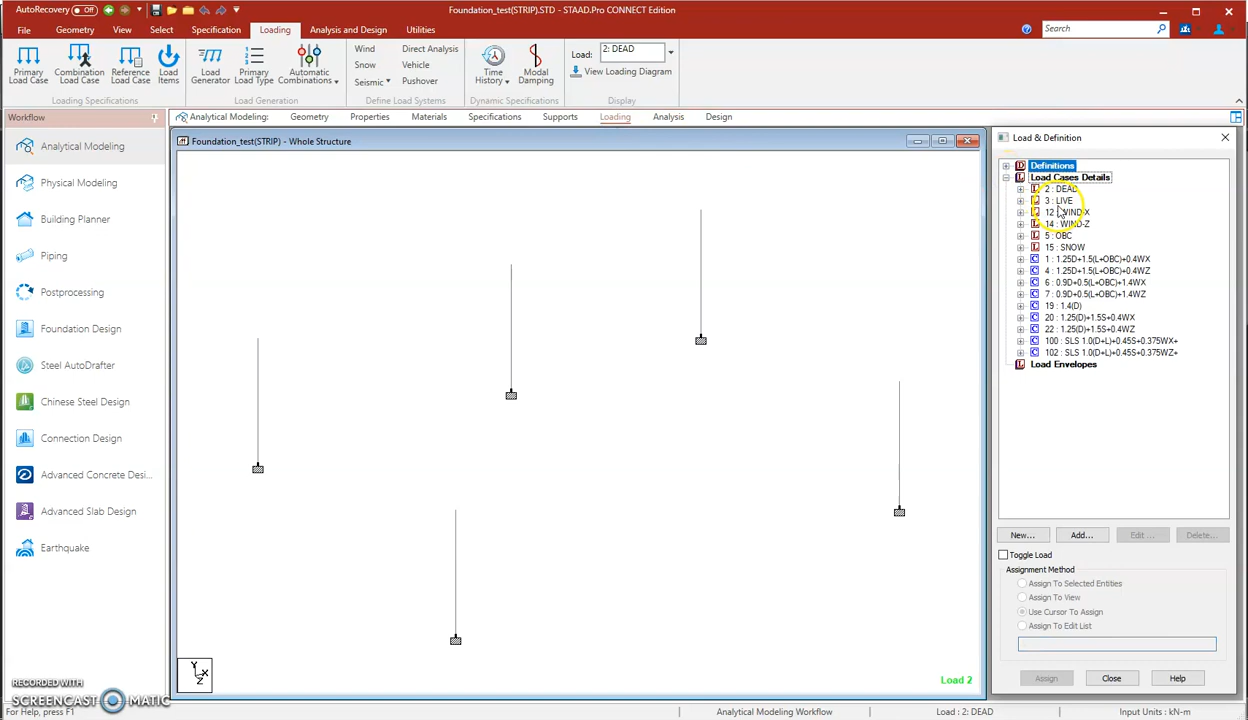 AutoRecovery Off
Foundation_test(STRIP).STD - STAAD.Pro CONNECT Edition
File Geometry View Select Specification Loading Analysis and Design Utilities
Search
Primary Load Case
Combination Load Case
Reference Load Case
Load Items
Loading Specifications
Load Generator
Primary Load Type
Automatic Combinations
Load Generation
Wind
Snow
Seismic
Direct Analysis
Vehicle
Pushover
Define Load Systems
Time History
Modal Damping
Dynamic Specifications
Load: 2: DEAD
View Loading Diagram
Display
Workflow
Analytical Modeling: Geometry Properties Materials Specifications Supports Loading Analysis Design
Analytical Modeling
Physical Modeling
Building Planner
Piping
Postprocessing
Foundation Design
Steel AutoDrafter
Chinese Steel Design
Connection Design
Advanced Concrete Desi...
Advanced Slab Design
Earthquake
Foundation_test(STRIP) - Whole Structure
Y
X
Z
Load 2
Load & Definition
Definitions
Load Cases Details
2 : DEAD
3 : LIVE
12 : WIND-X
14 : WIND-Z
5 : OBC
15 : SNOW
1 : 1.25D+1.5(L+OBC)+0.4WX
4 : 1.25D+1.5(L+OBC)+0.4WZ
6 : 0.9D+0.5(L+OBC)+1.4WX
7 : 0.9D+0.5(L+OBC)+1.4WZ
19 : 1.4(D)
20 : 1.25(D)+1.5S+0.4WX
22 : 1.25(D)+1.5S+0.4WZ
100 : SLS 1.0(D+L)+0.45S+0.375WX+
102 : SLS 1.0(D+L)+0.45S+0.375WZ+
Load Envelopes
New... Add... Edit ... Delete...
Toggle Load
Assignment Method
Assign To Selected Entities
Assign To View
Use Cursor To Assign
Assign To Edit List
Assign Close Help
RECORDED WITH
SCREENCAST MATIC
For Help, press F1
Analytical Modeling Workflow
Load : 2: DEAD
Input Units : kN-m